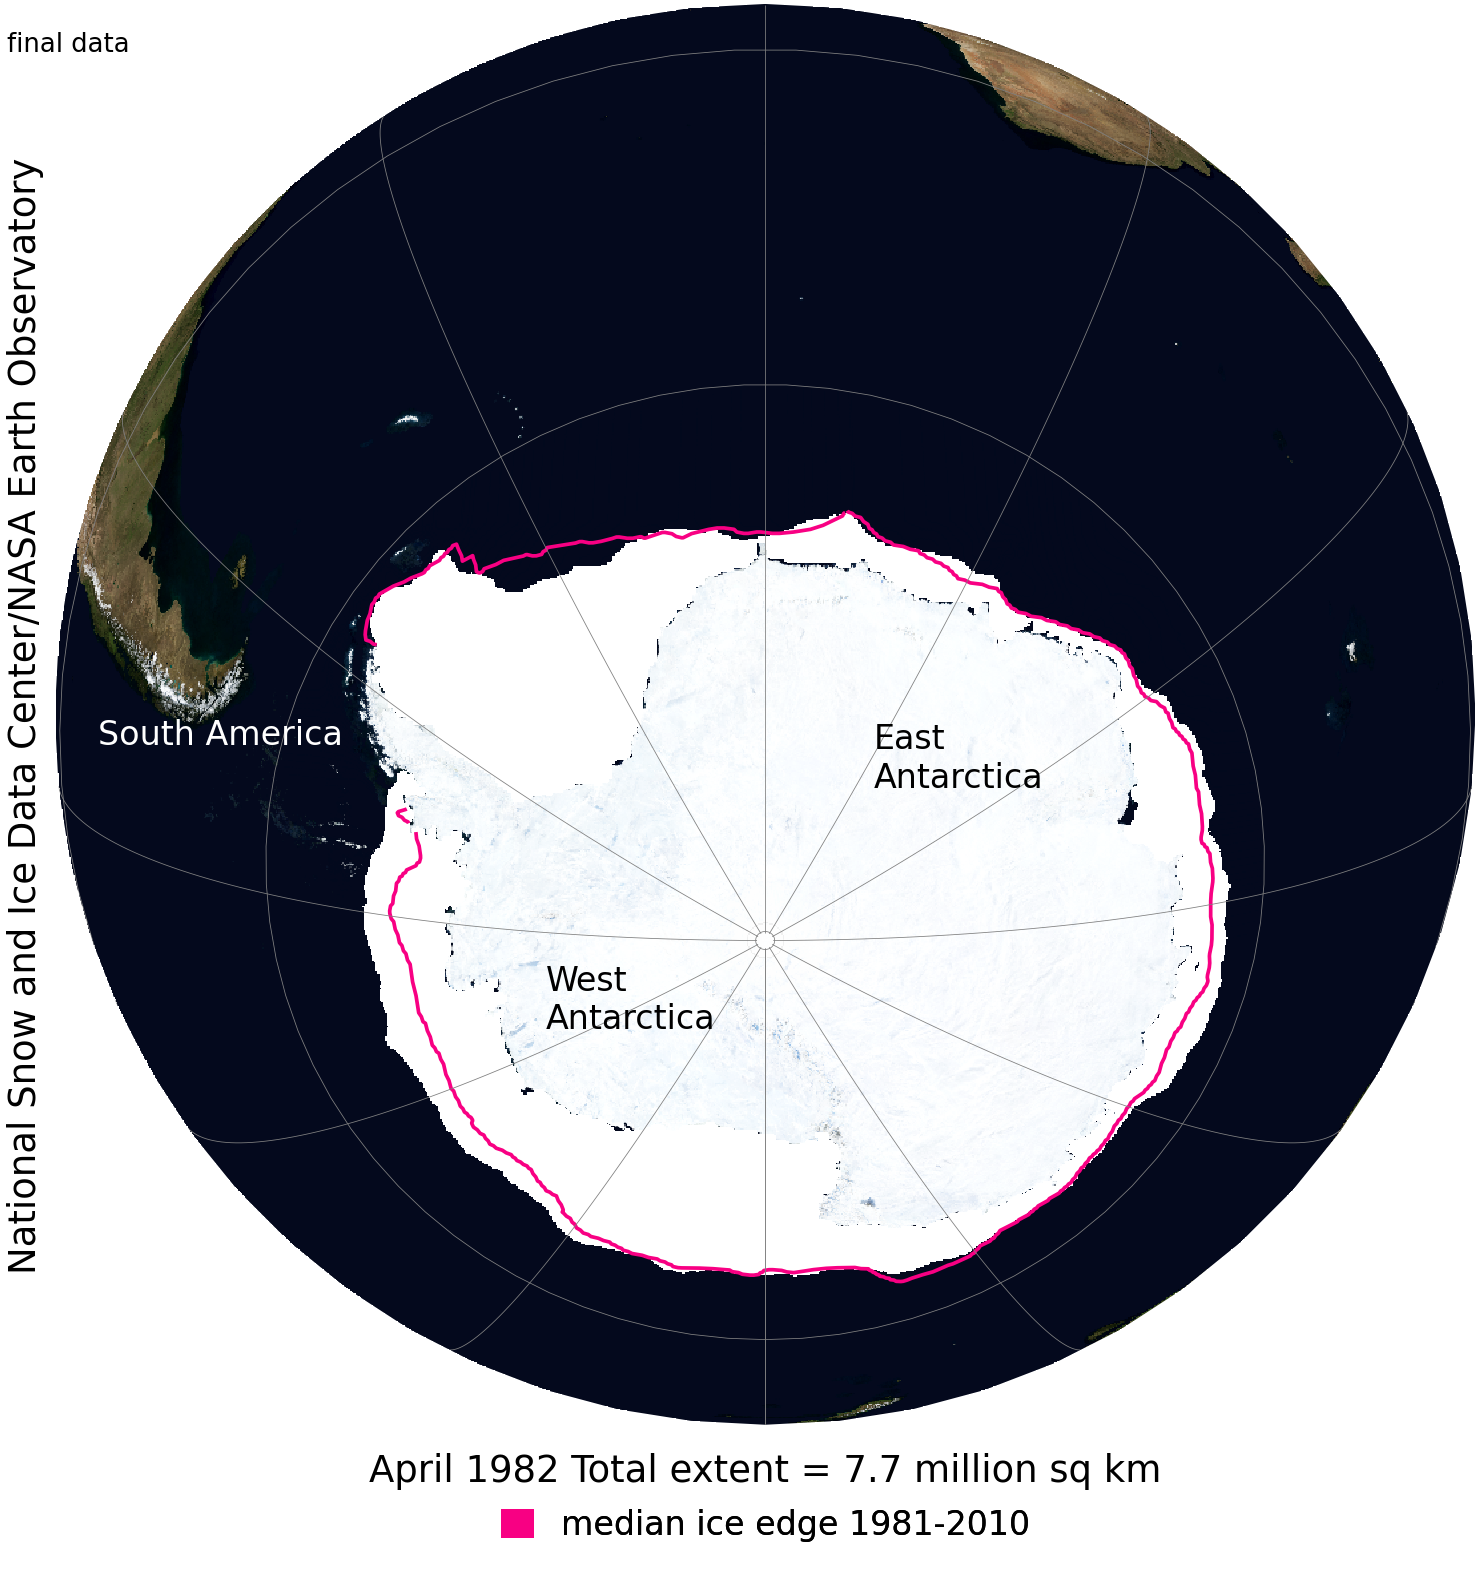 final data
National Snow and Ice Data Center/NASA Earth Observatory
South America
East
Antarctica
West
Antarctica
April 1982 Total extent = 7.7 million sq km
median ice edge 1981-2010